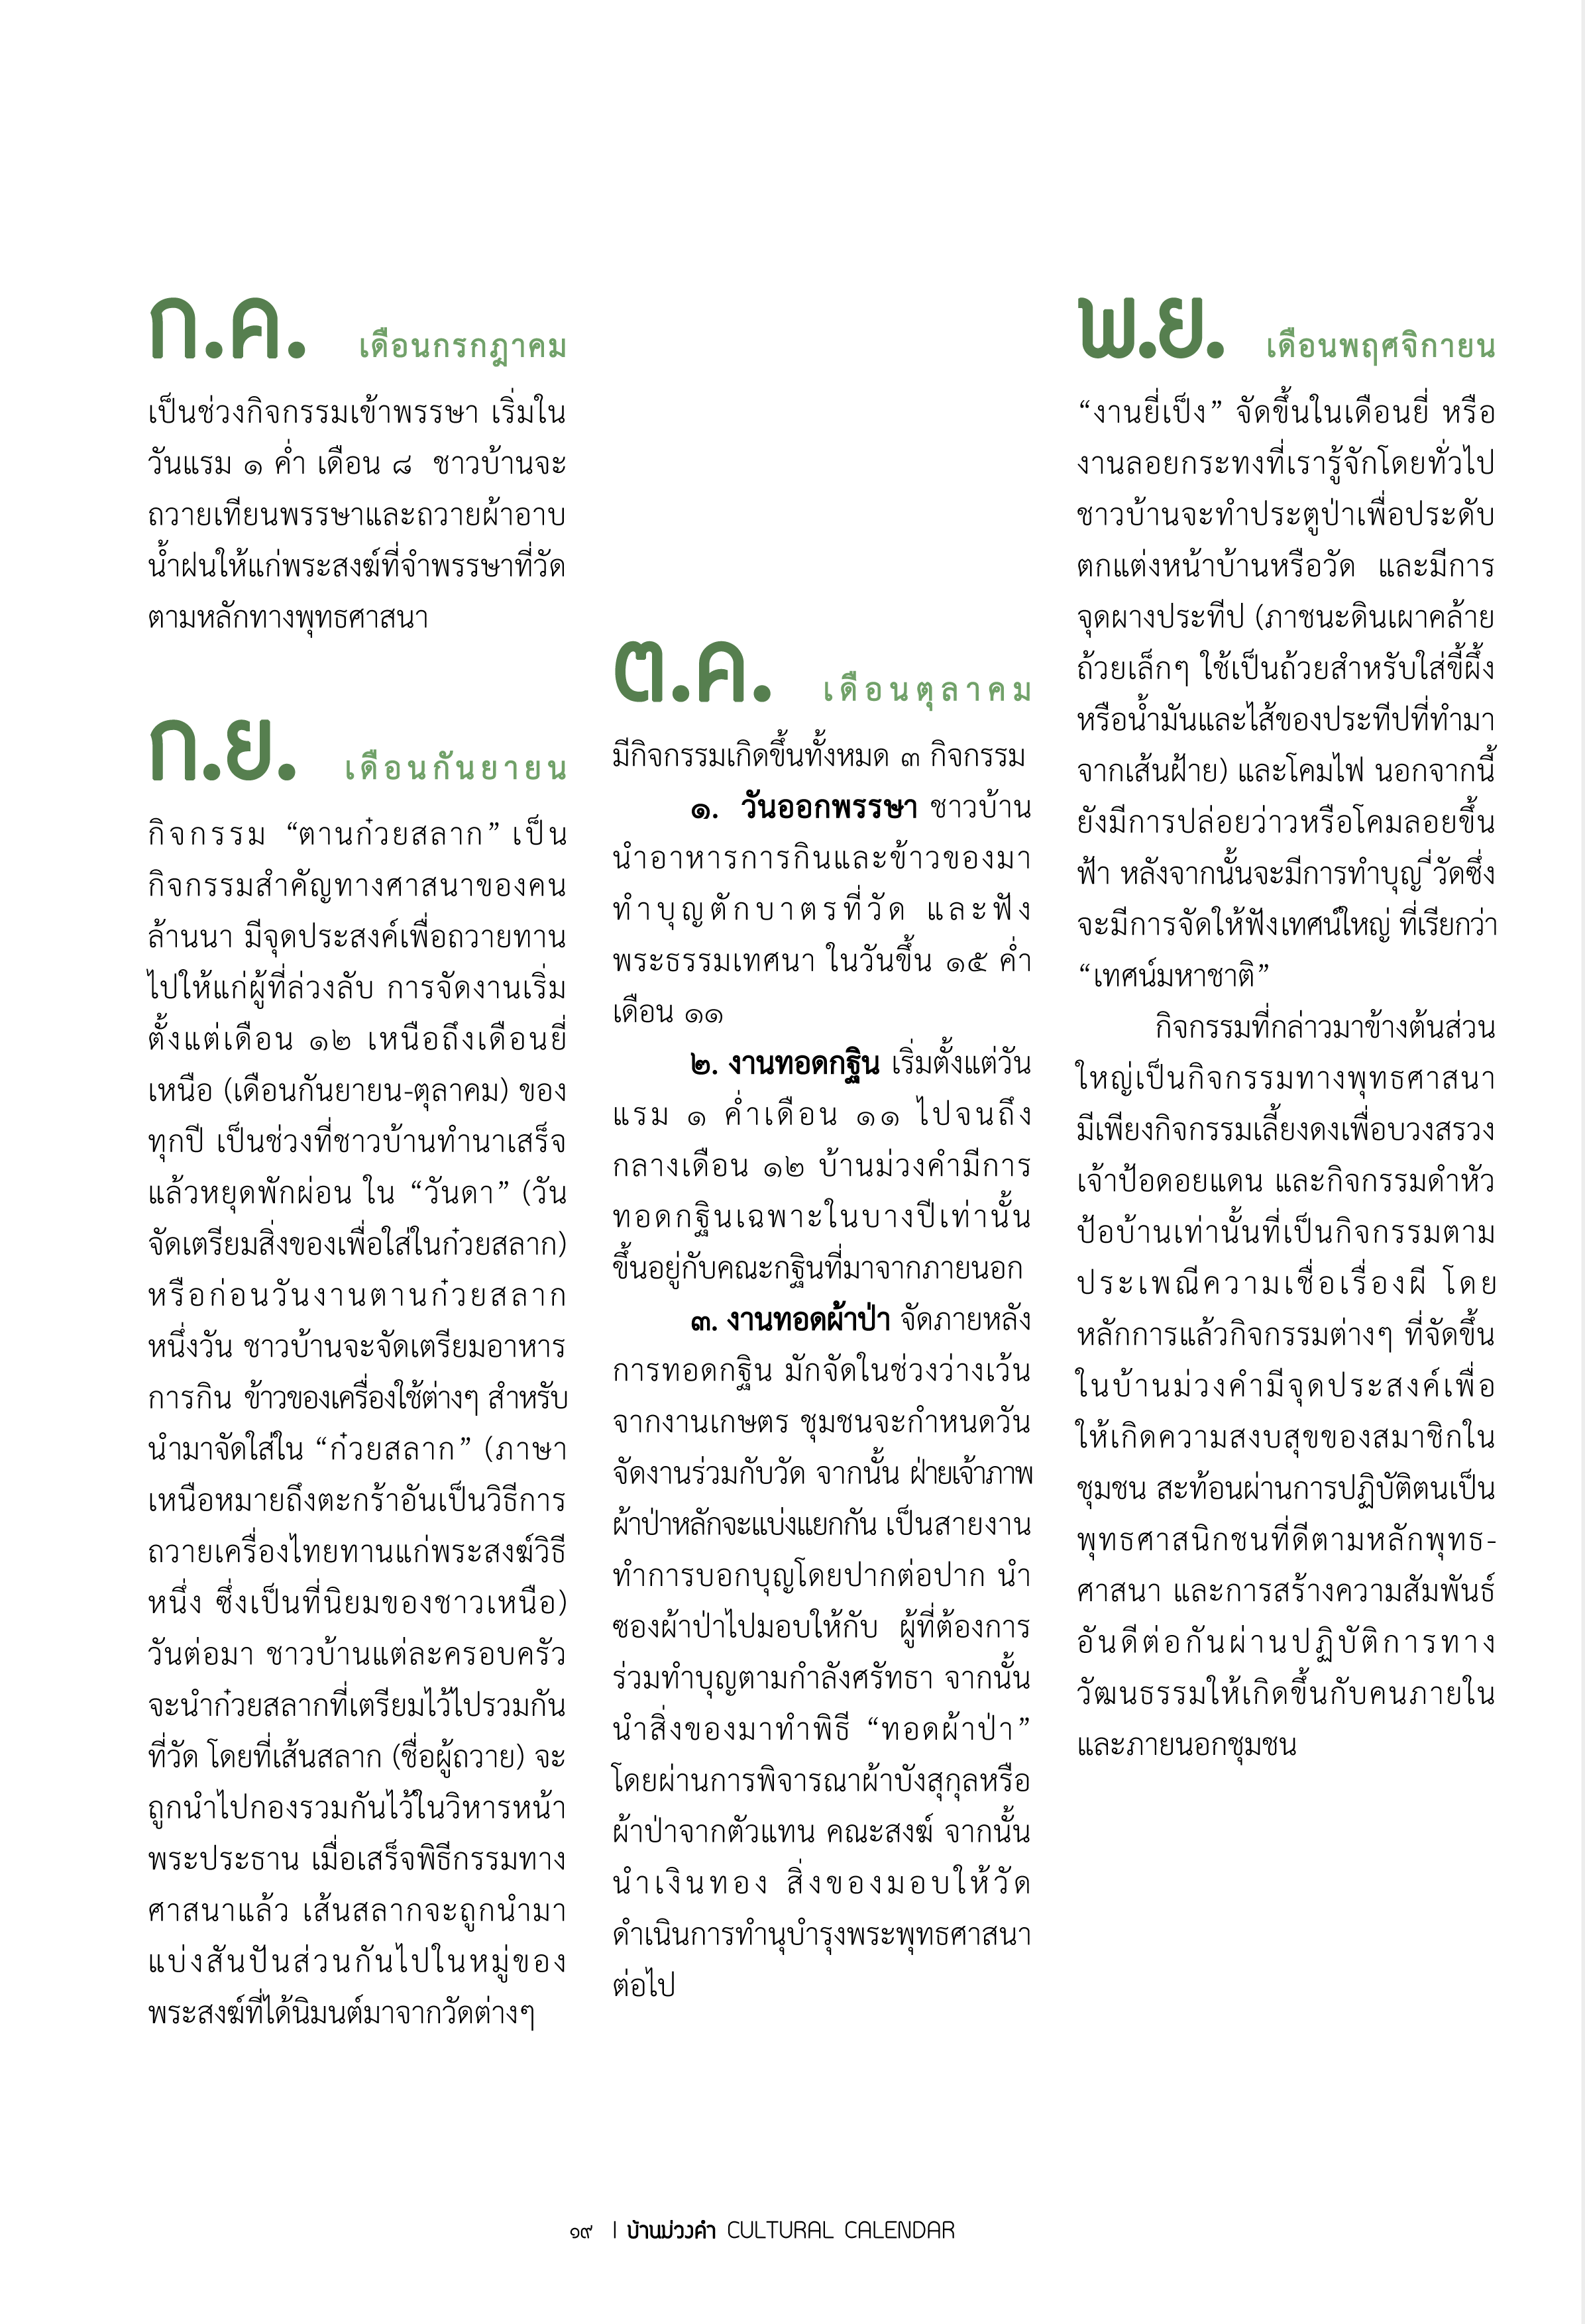 ก.ค. เดือนกรกฎาคม
เป็นช่วงกิจกรรมเข้าพรรษา เริ่มใน
วันแรม ๑ ค่ำ เดือน ๘ ชาวบ้านจะ
ถวายเทียนพรรษาและถวายผ้าอาบ
น้ำฝนให้แก่พระสงฆ์ที่จำพรรษาที่วัด
ตามหลักทางพุทธศาสนา
ก.ย. เดือนกันยายน
กิจกรรม “ตานก๋วยสลาก” เป็น
กิจกรรมสำคัญทางศาสนาของคน
ล้านนา มีจุดประสงค์เพื่อถวายทาน
ไปให้แก่ผู้ที่ล่วงลับ การจัดงานเริ่ม
ตั้งแต่เดือน ๑๒ เหนือถึงเดือนยี่
เหนือ (เดือนกันยายน-ตุลาคม) ของ
ทุกปี เป็นช่วงที่ชาวบ้านทำนาเสร็จ
แล้วหยุดพักผ่อน ใน “วันดา” (วัน
จัดเตรียมสิ่งของเพื่อใส่ในก๋วยสลาก)
หรือก่อนวันงานตานก๋วยสลาก
หนึ่งวัน ชาวบ้านจะจัดเตรียมอาหาร
การกิน ข้าวของเครื่องใช้ต่างๆ สำหรับ
นำมาจัดใส่ใน “ก๋วยสลาก” (ภาษา
เหนือหมายถึงตะกร้าอันเป็นวิธีการ
ถวายเครื่องไทยทานแก่พระสงฆ์วิธี
หนึ่ง ซึ่งเป็นที่นิยมของชาวเหนือ)
วันต่อมา ชาวบ้านแต่ละครอบครัว
จะนำก๋วยสลากที่เตรียมไว้ไปรวมกัน
ที่วัด โดยที่เส้นสลาก (ชื่อผู้ถวาย) จะ
ถูกนำไปกองรวมกันไว้ในวิหารหน้า
พระประธาน เมื่อเสร็จพิธีกรรมทาง
ศาสนาแล้ว เส้นสลากจะถูกนำมา
แบ่งสันปันส่วนกันไปในหมู่ของ
พระสงฆ์ที่ได้นิมนต์มาจากวัดต่างๆ
ต.ค. เดือนตุลาคม
มีกิจกรรมเกิดขึ้นทั้งหมด ๓ กิจกรรม
๑. วันออกพรรษา ชาวบ้าน
นำอาหารการกินและข้าวของมา
ทำบุญตักบาตรที่วัด และฟัง
พระธรรมเทศนา ในวันขึ้น ๑๕ ค่ำ
เดือน ๑๑
๒. งานทอดกฐิน เริ่มตั้งแต่วัน
แรม ๑ ค่ำเดือน ๑๑ ไปจนถึง
กลางเดือน ๑๒ บ้านม่วงคำมีการ
ทอดกฐินเฉพาะในบางปีเท่านั้น
ขึ้นอยู่กับคณะกฐินที่มาจากภายนอก
๓. งานทอดผ้าป่า จัดภายหลัง
การทอดกฐิน มักจัดในช่วงว่างเว้น
จากงานเกษตร ชุมชนจะกำหนดวัน
จัดงานร่วมกับวัด จากนั้น ฝ่ายเจ้าภาพ
ผ้าป่าหลักจะแบ่งแยกกัน เป็นสายงาน
ทำการบอกบุญโดยปากต่อปาก นำ
ซองผ้าป่าไปมอบให้กับ ผู้ที่ต้องการ
ร่วมทำบุญตามกำลังศรัทธา จากนั้น
นำสิ่งของมาทำพิธี “ทอดผ้าป่า”
โดยผ่านการพิจารณาผ้าบังสุกุลหรือ
ผ้าป่าจากตัวแทน คณะสงฆ์ จากนั้น
นำเงินทอง สิ่งของมอบให้วัด
ดำเนินการทำนุบำรุงพระพุทธศาสนา
ต่อไป
พ.ย. เดือนพฤศจิกายน
“งานยี่เป็ง” จัดขึ้นในเดือนยี่ หรือ
งานลอยกระทงที่เรารู้จักโดยทั่วไป
ชาวบ้านจะทำประตูป่าเพื่อประดับ
ตกแต่งหน้าบ้านหรือวัด และมีการ
จุดผางประทีป (ภาชนะดินเผาคล้าย
ถ้วยเล็กๆ ใช้เป็นถ้วยสำหรับใส่ขี้ผึ้ง
หรือน้ำมันและไส้ของประทีปที่ทำมา
จากเส้นฝ้าย) และโคมไฟ นอกจากนี้
ยังมีการปล่อยว่าวหรือโคมลอยขึ้น
ฟ้า หลังจากนั้นจะมีการทำบุญ ี่วัดซึ่ง
จะมีการจัดให้ฟังเทศน์ใหญ่ ที่เรียกว่า
“เทศน์มหาชาติ”
กิจกรรมที่กล่าวมาข้างต้นส่วน
ใหญ่เป็นกิจกรรมทางพุทธศาสนา
มีเพียงกิจกรรมเลี้ยงดงเพื่อบวงสรวง
เจ้าป้อดอยแดน และกิจกรรมดำหัว
ป้อบ้านเท่านั้นที่เป็นกิจกรรมตาม
ประเพณีความเชื่อเรื่องผี โดย
หลักการแล้วกิจกรรมต่างๆ ที่จัดขึ้น
ในบ้านม่วงคำมีจุดประสงค์เพื่อ
ให้เกิดความสงบสุขของสมาชิกใน
ชุมชน สะท้อนผ่านการปฏิบัติตนเป็น
พุทธศาสนิกชนที่ดีตามหลักพุทธ-
ศาสนา และการสร้างความสัมพันธ์
อันดีต่อกันผ่านปฏิบัติการทาง
วัฒนธรรมให้เกิดขึ้นกับคนภายใน
และภายนอกชุมชน
๑๙ | บ้านม่วงคำ CULTURAL CALENDAR